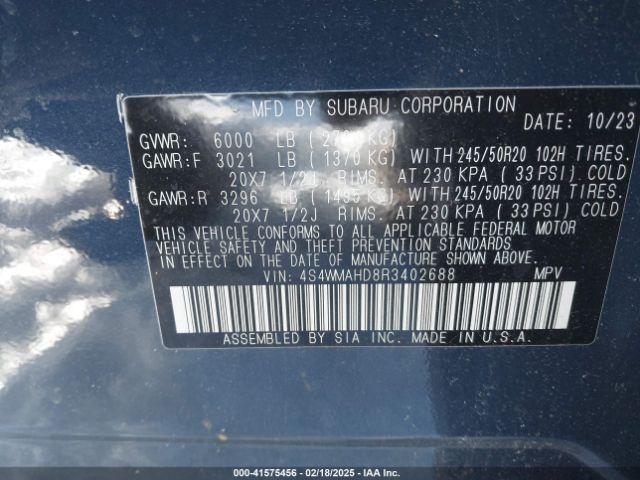 MFD BY SUBARU CORPORATION
DATE: 10/23
GVWR: 6000 LB ( KG)
GAWR:F 3021 LB (1370 KG) WITH 245/50R20 102H TIRES.
20X7 1/2J RIMS. AT 230 KPA (33 PSI) COLD
GAWR:R 3296 LB (1495 KG) WITH 245/50R20 102H TIRES.
20X7 1/2J RIMS. AT 230 KPA (33 PSI) COLD
THIS VEHICLE CONFORMS TO ALL APPLICABLE FEDERAL MOTOR
VEHICLE SAFETY AND THEFT PREVENTION STANDARDS
IN EFFECT ON THE DATE OF MANUFACTURE SHOWN ABOVE.
VIN: 4S4WMAHD8R3402688 MPV
ASSEMBLED BY SIA INC. MADE IN U.S.A.
000-41575456 - 02/18/2025 - IAA Inc.